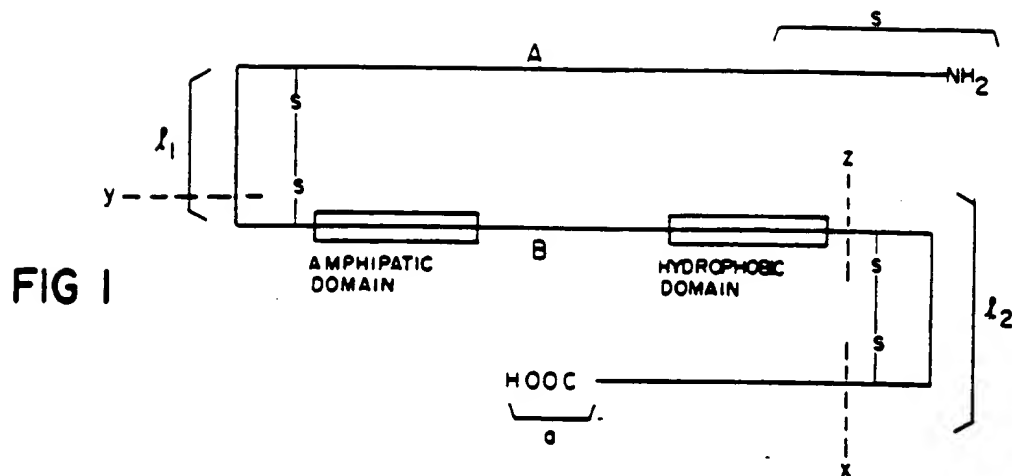 S
A
NH2
l1
S
S
y
z
B
AMPHIPATIC
DOMAIN
HYDROPHOBIC
DOMAIN
S
S
l2
FIG 1
HOOC
a
x